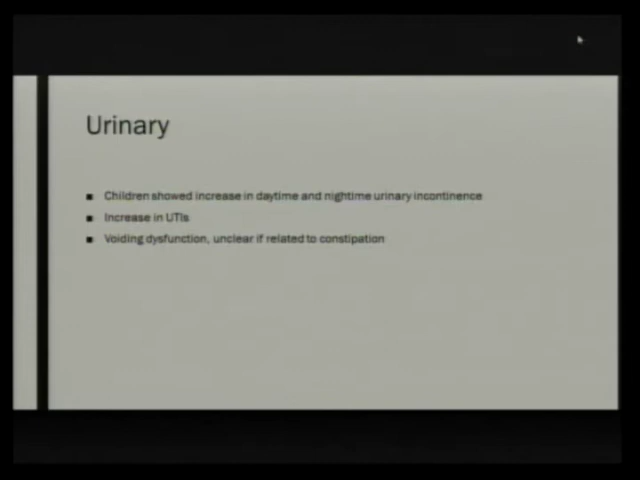 Urinary
Children showed increase in daytime and nightime urinary incontinence
Increase in UTIs
Voiding dysfunction, unclear if related to constipation